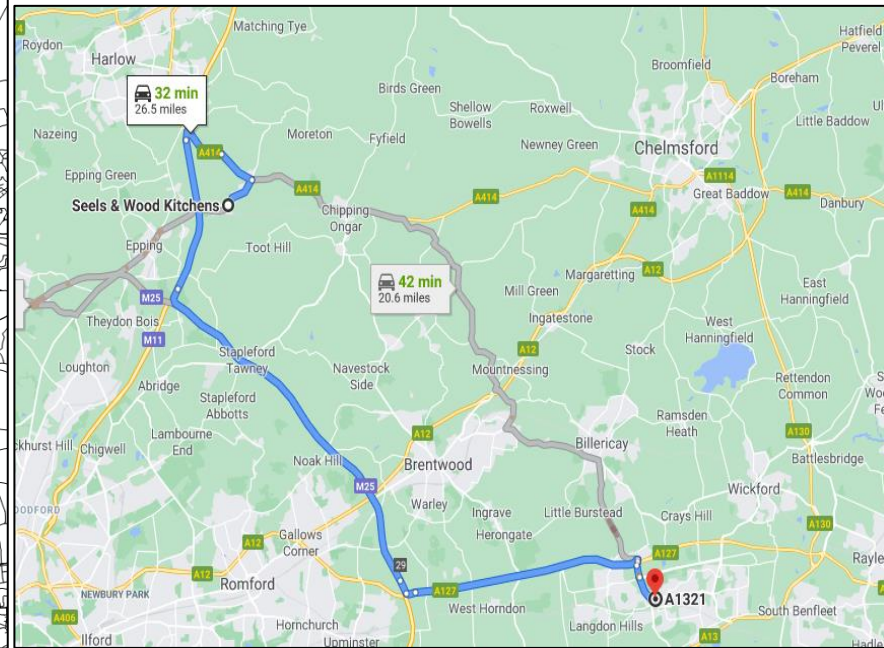 Matching Tye
Hatfield
Peverel
Roydon
Harlow
Broomfield
Boreham
32 min
26.5 miles
Birds Green
Shellow
Bowells
Roxwell
Little Baddow
Nazeing
Moreton
Fyfield
Newney Green
Chelmsford
A414
Epping Green
A1114
A414
A414
Great Baddow
A414
Danbury
Seels & Wood Kitchens
Chipping
Ongar
A414
Epping
Toot Hill
A12
42 min
20.6 miles
Mill Green
Margaretting
East
Hanningfield
M25
Theydon Bois
M11
Ingatestone
West
Hanningfield
A12
Stock
Stapleford
Tawney
Navestock
Side
Mountnessing
Loughton
Abridge
Rettendon
Common
Stapleford
Abbotts
Ramsden
Heath
Lambourne
End
A12
A130
ckhurst Hill
Chigwell
Billericay
Battlesbridge
Noak Hill
Brentwood
M25
Wickford
Warley
Little Burstead
Crays Hill
OODFORD
Gallows
Corner
Ingrave
A130
A12
Herongate
A127
Rayle
29
A12
Romford
A127
NEWBURY PARK
West Horndon
A1321
A406
Hornchurch
Langdon Hills
South Benfleet
Ilford
Upminster
A13
Hadle